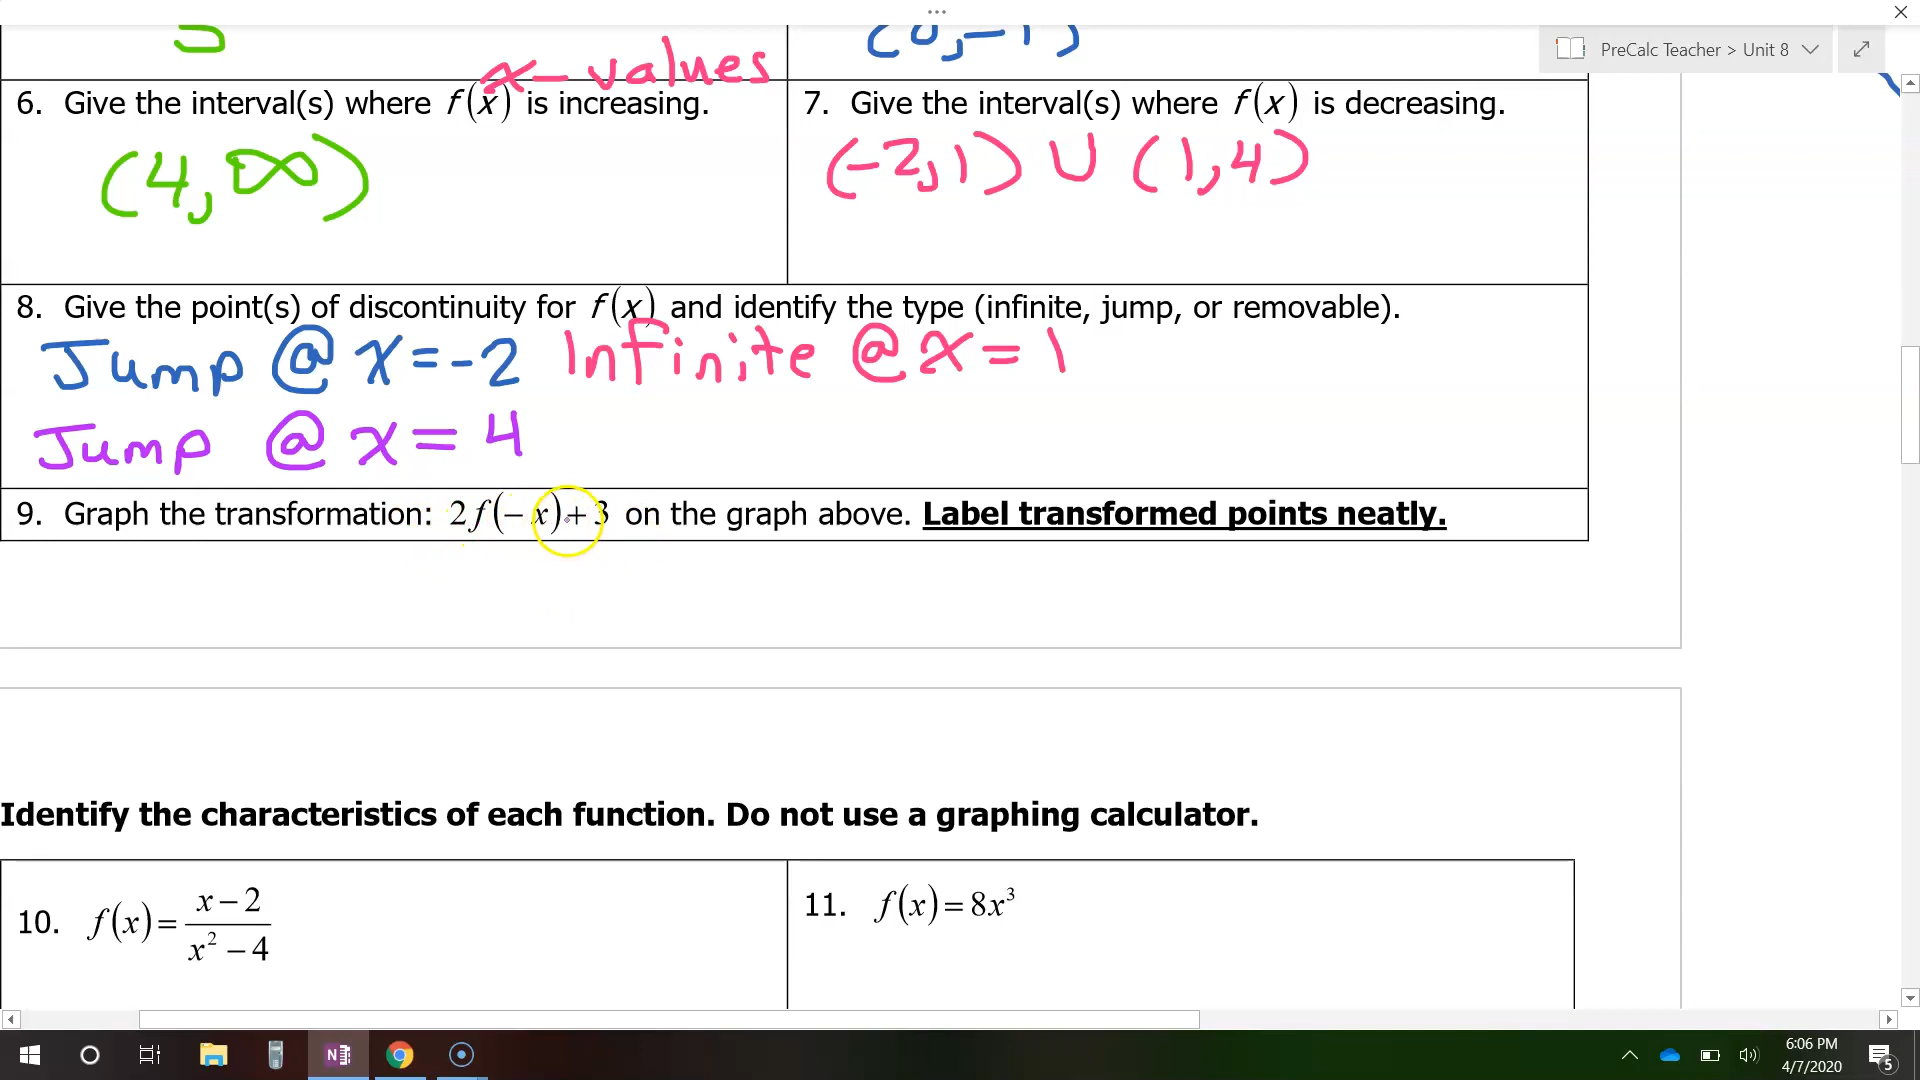 PreCalc Teacher > Unit 8
(0,-1)
x- values
6. Give the interval(s) where f(x) is increasing.
(4,∞)
7. Give the interval(s) where f(x) is decreasing.
(-2,1) ∪ (1,4)
8. Give the point(s) of discontinuity for f(x) and identify the type (infinite, jump, or removable).
Jump @ x=-2 Infinite @ x=1
Jump @ x=4
9. Graph the transformation: 2f(-x)+3 on the graph above. Label transformed points neatly.
Identify the characteristics of each function. Do not use a graphing calculator.
10. f(x)= x-2 / x² -4
11. f(x)=8x³
6:06 PM
4/7/2020
5